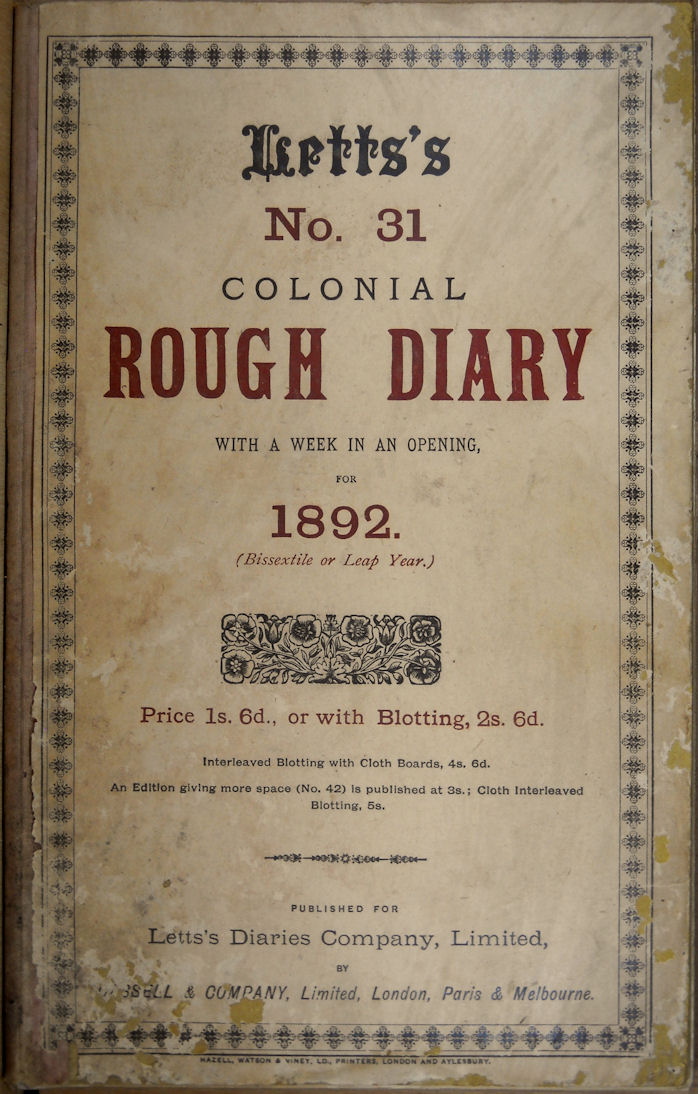 Letts's
No. 31
COLONIAL
ROUGH DIARY
WITH A WEEK IN AN OPENING,
FOR
1892.
(Bissextile or Leap Year.)
Price 1s. 6d., or with Blotting, 2s. 6d.
Interleaved Blotting with Cloth Boards, 4s. 6d.
An Edition giving more space (No. 42) is published at 3s.; Cloth Interleaved
Blotting, 5s.
PUBLISHED FOR
Letts's Diaries Company, Limited,
BY
& COMPANY, Limited, London, Paris & Melbourne.
HAZELL, WATSON & VINEY, LD., PRINTERS, LONDON AND AYLESBURY.